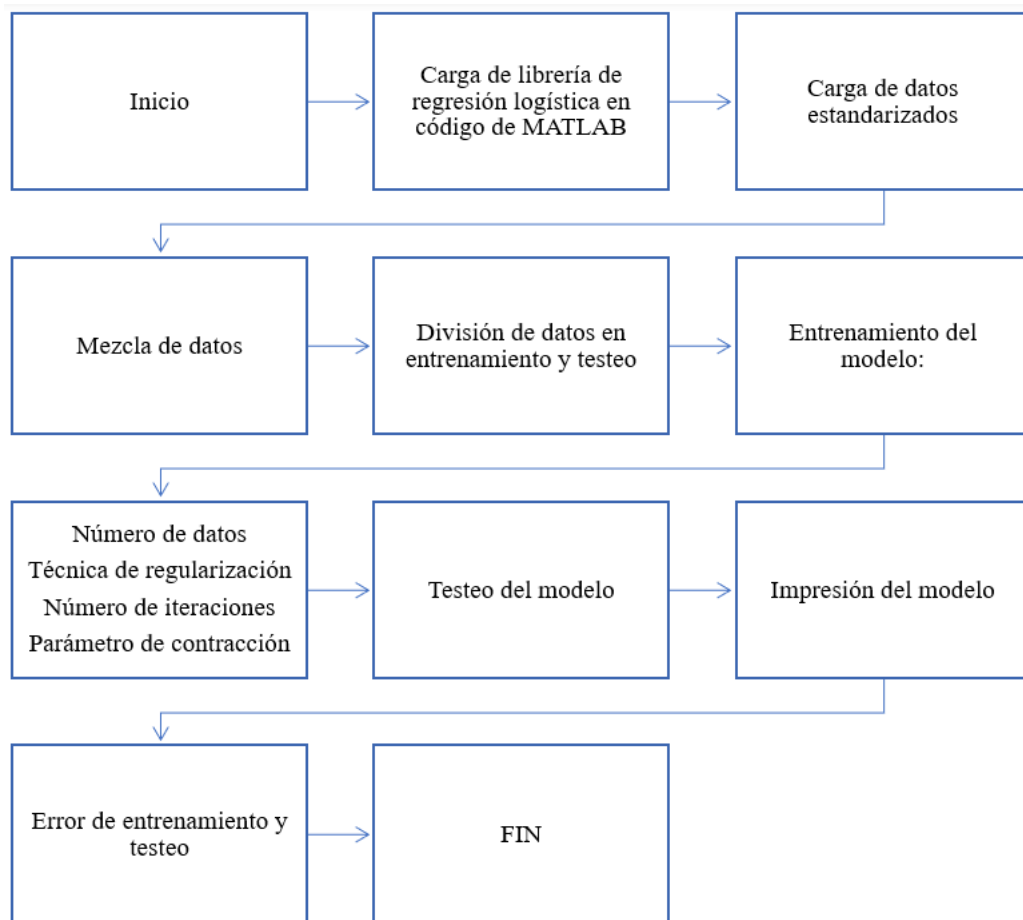 Inicio
Carga de librería de
regresión logística en
código de MATLAB
Carga de datos
estandarizados
Mezcla de datos
División de datos en
entrenamiento y testeo
Entrenamiento del
modelo:
Número de datos
Técnica de regularización
Número de iteraciones
Parámetro de contracción
Testeo del modelo
Impresión del modelo
Error de entrenamiento y
testeo
FIN